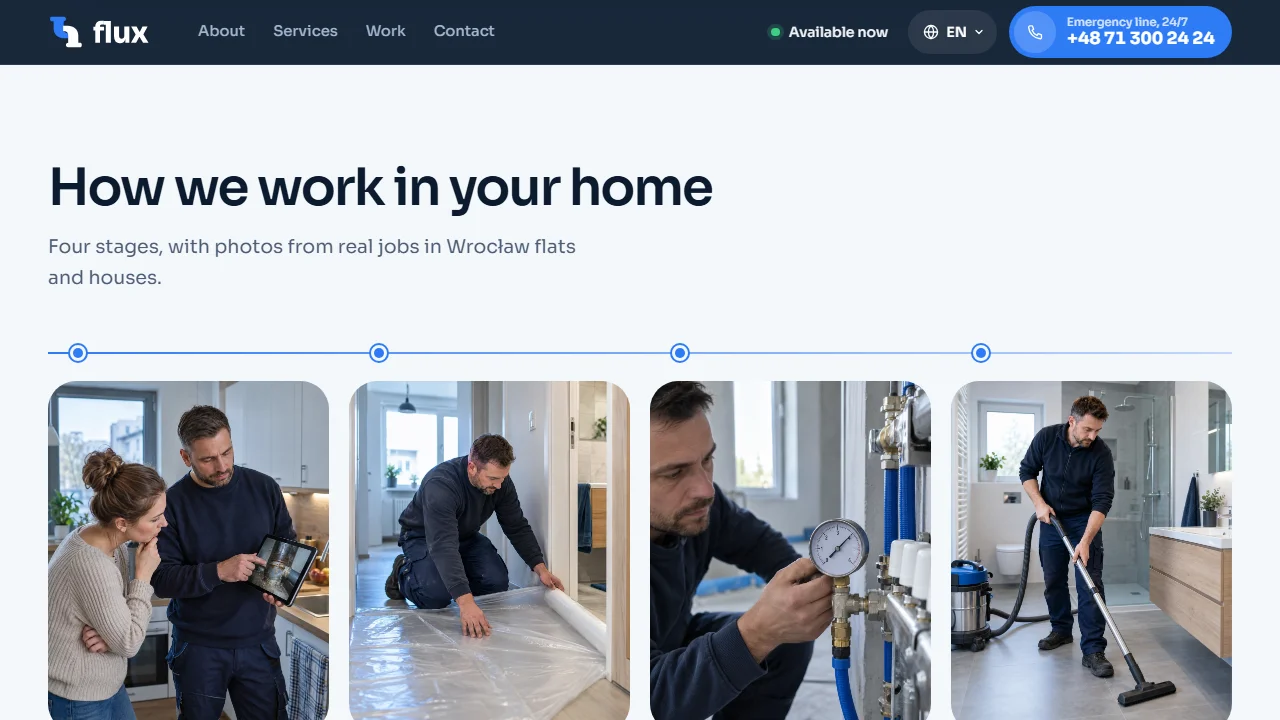 flux
About
Services
Work
Contact
Available now
EN
Emergency line, 24/7
+48 71 300 24 24
How we work in your home
Four stages, with photos from real jobs in Wrocław flats
and houses.